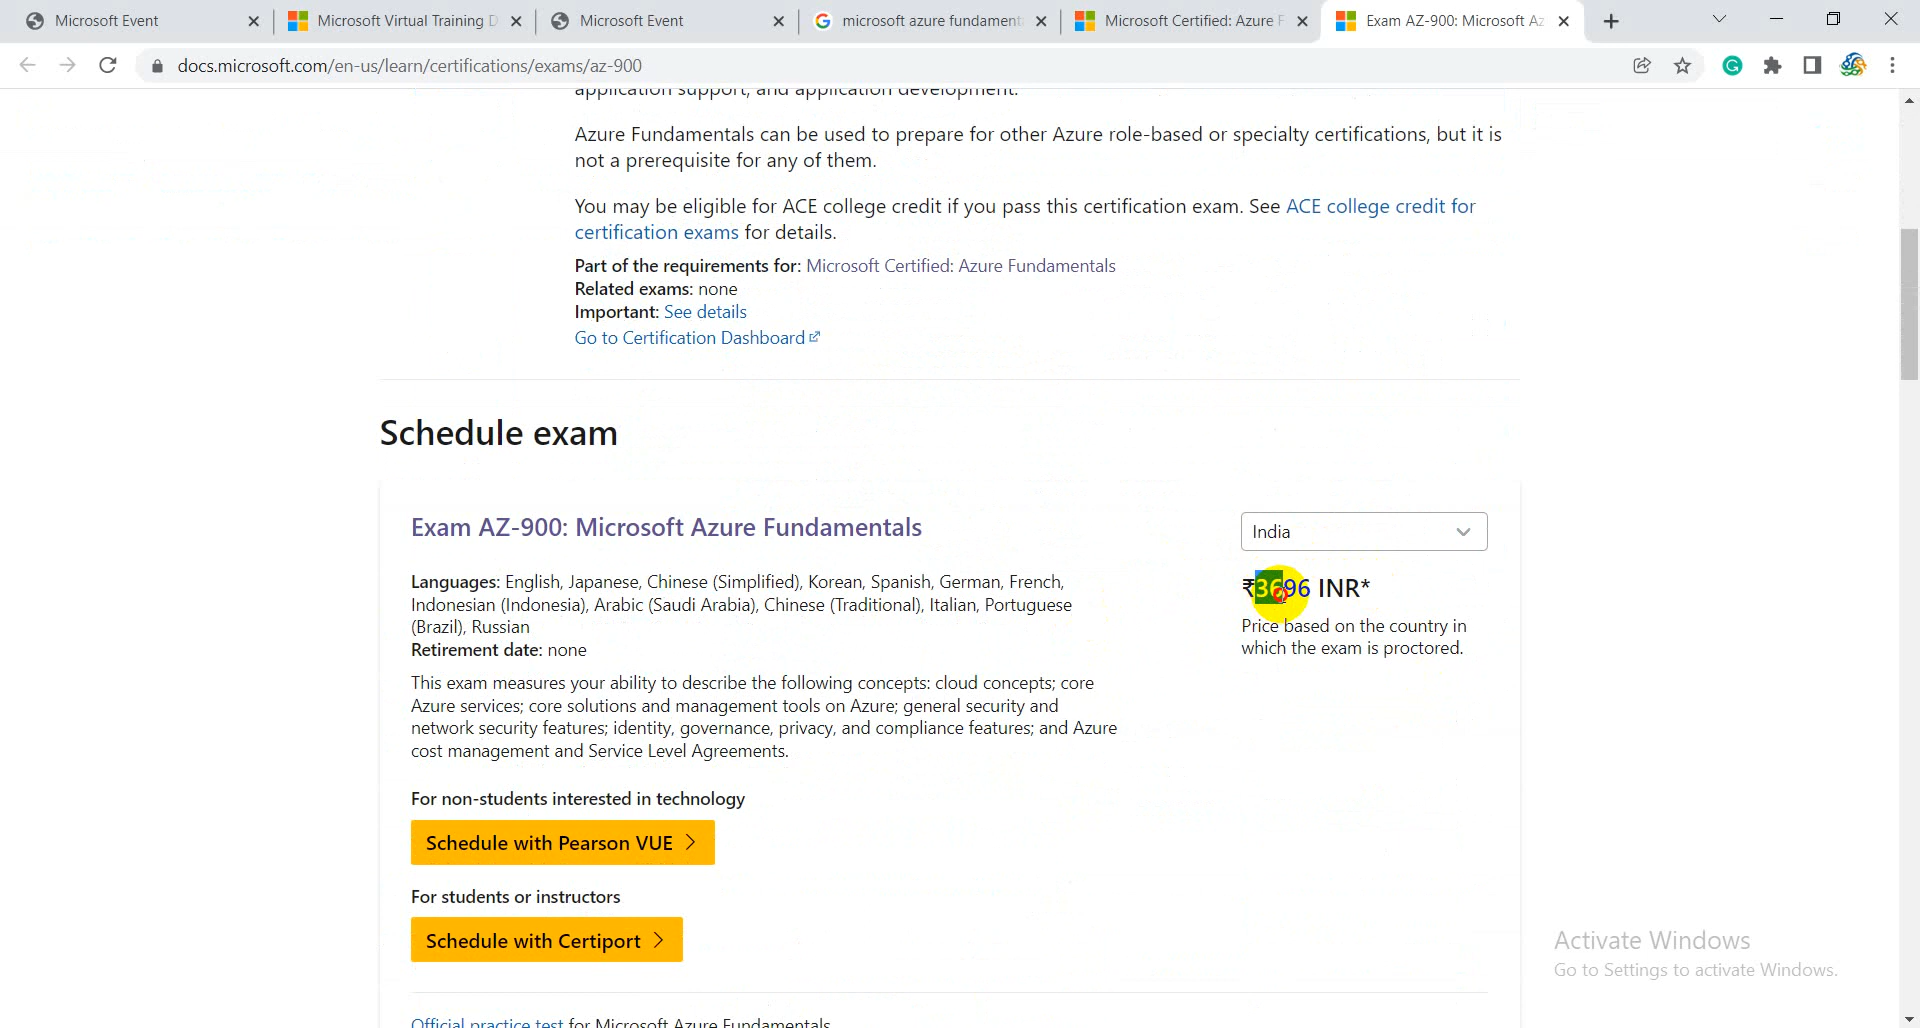 Microsoft Event
Microsoft Virtual Training D
Microsoft Event
microsoft azure fundament
Microsoft Certified: Azure F
Exam AZ-900: Microsoft Az
docs.microsoft.com/en-us/learn/certifications/exams/az-900
application support, and application development.
Azure Fundamentals can be used to prepare for other Azure role-based or specialty certifications, but it is
not a prerequisite for any of them.
You may be eligible for ACE college credit if you pass this certification exam. See ACE college credit for
certification exams for details.
Part of the requirements for: Microsoft Certified: Azure Fundamentals
Related exams: none
Important: See details
Go to Certification Dashboard
Schedule exam
Exam AZ-900: Microsoft Azure Fundamentals
Languages: English, Japanese, Chinese (Simplified), Korean, Spanish, German, French,
Indonesian (Indonesia), Arabic (Saudi Arabia), Chinese (Traditional), Italian, Portuguese
(Brazil), Russian
Retirement date: none
This exam measures your ability to describe the following concepts: cloud concepts; core
Azure services; core solutions and management tools on Azure; general security and
network security features; identity, governance, privacy, and compliance features; and Azure
cost management and Service Level Agreements.
For non-students interested in technology
Schedule with Pearson VUE
For students or instructors
Schedule with Certiport
Official practice test for Microsoft Azure Fundamentals
India
₹3696 INR*
Price based on the country in
which the exam is proctored.
Activate Windows
Go to Settings to activate Windows.